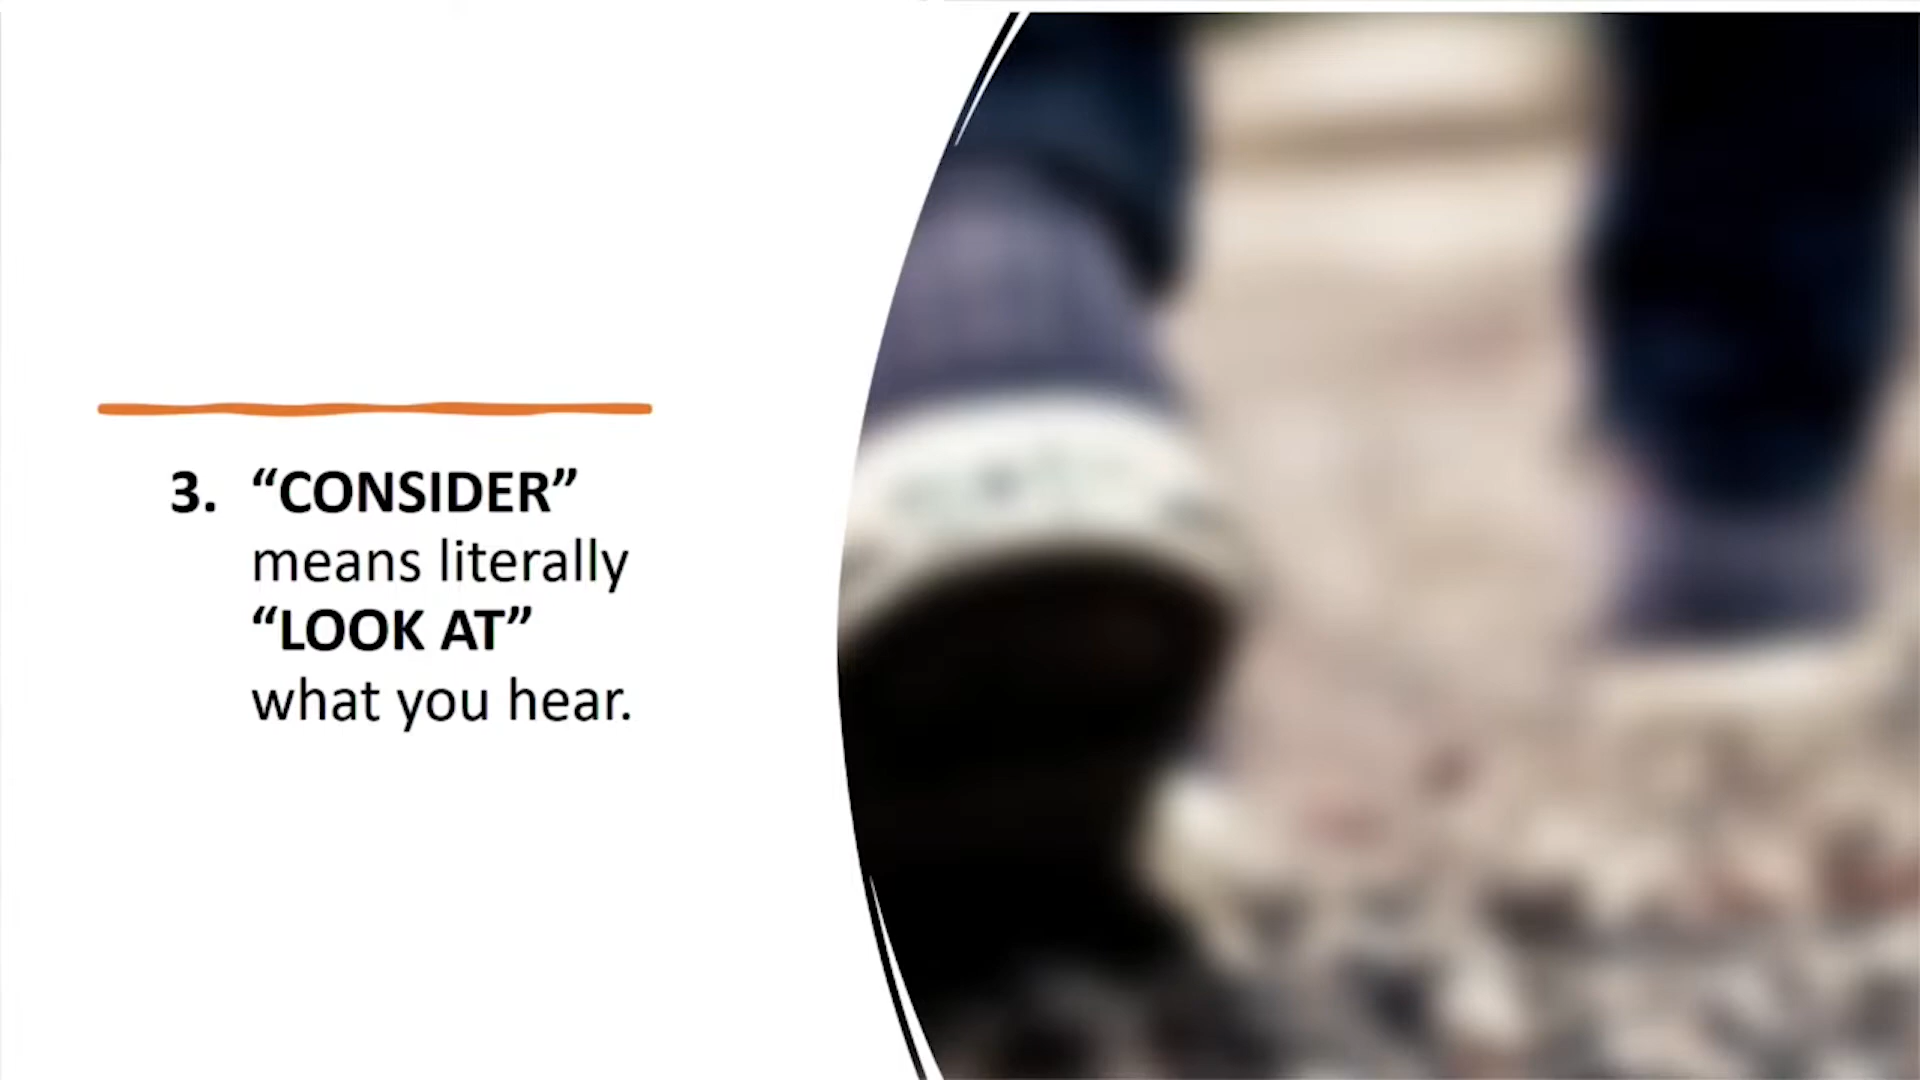 3. “CONSIDER”
means literally
“LOOK AT”
what you hear.